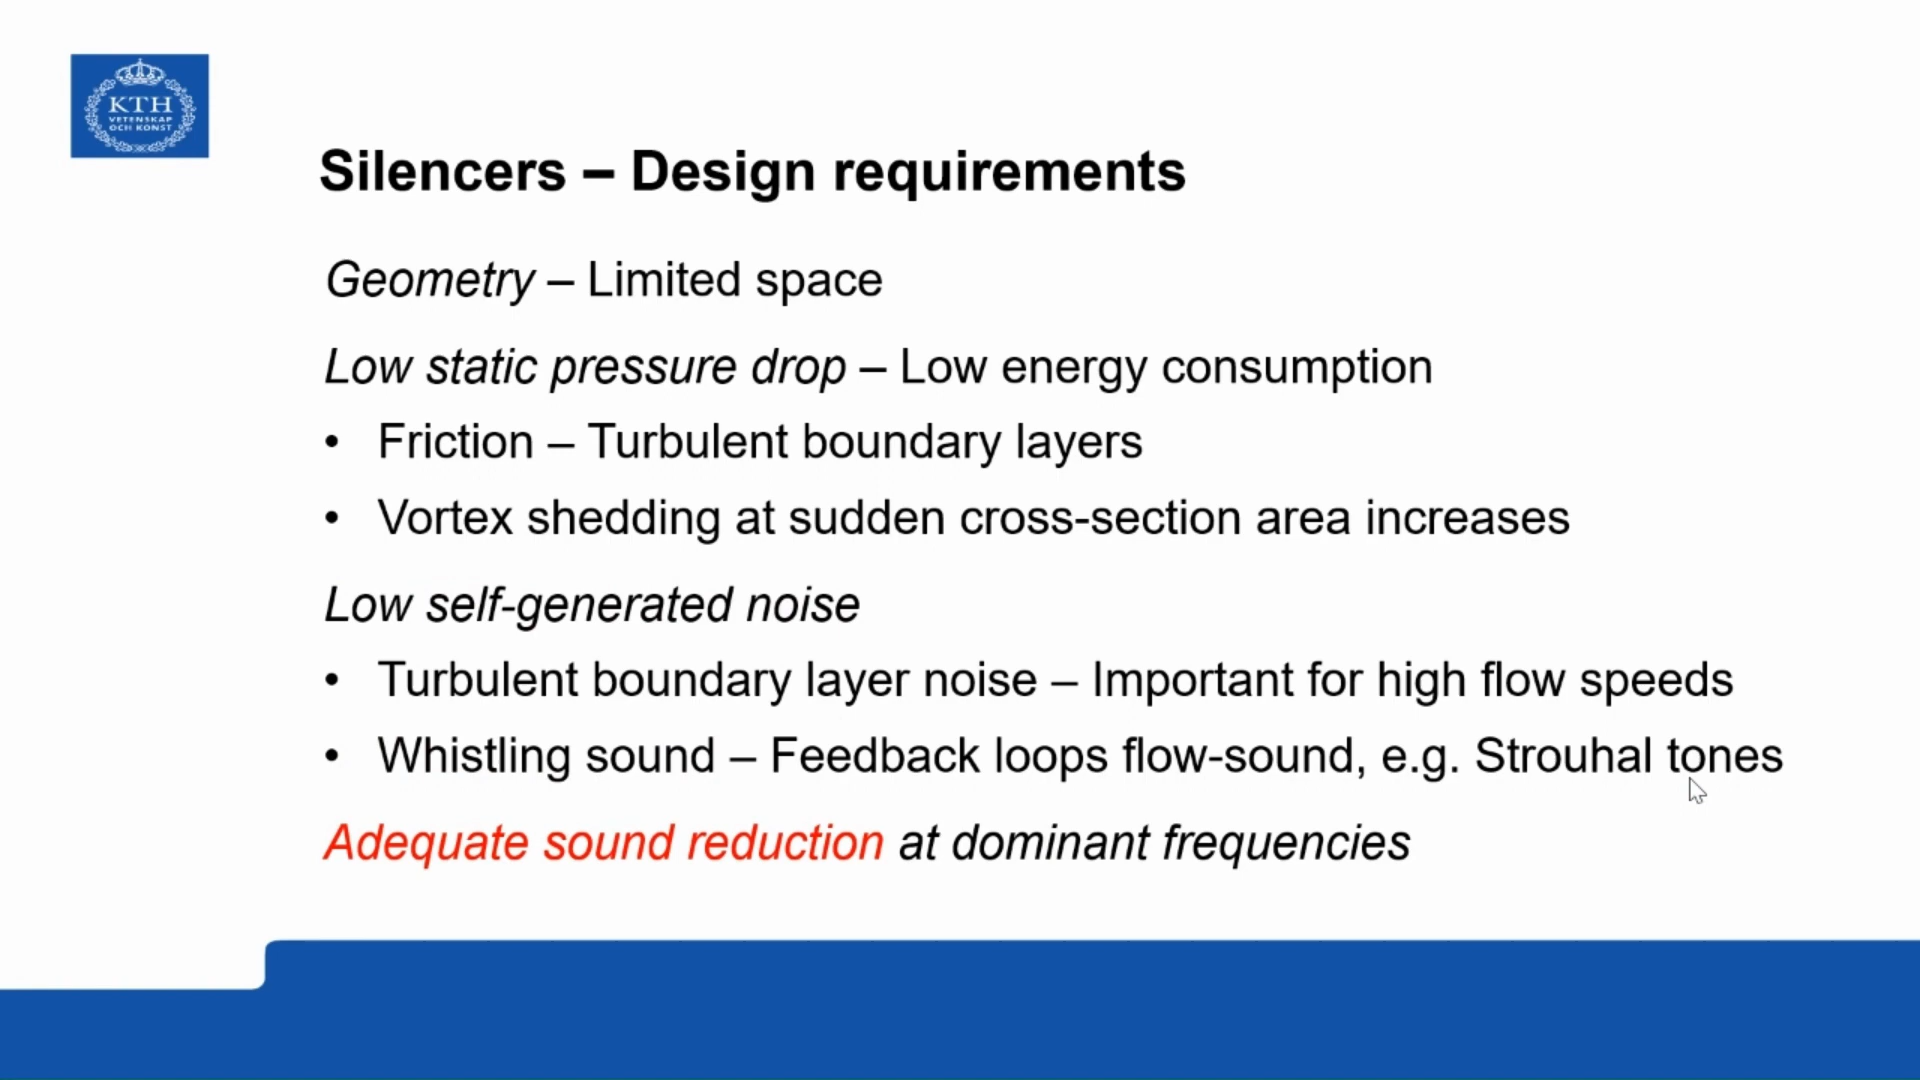 KTH
VETENSKAP
OCH KONST
Silencers – Design requirements
Geometry – Limited space
Low static pressure drop – Low energy consumption
• Friction – Turbulent boundary layers
• Vortex shedding at sudden cross-section area increases
Low self-generated noise
• Turbulent boundary layer noise – Important for high flow speeds
• Whistling sound – Feedback loops flow-sound, e.g. Strouhal tones
Adequate sound reduction at dominant frequencies